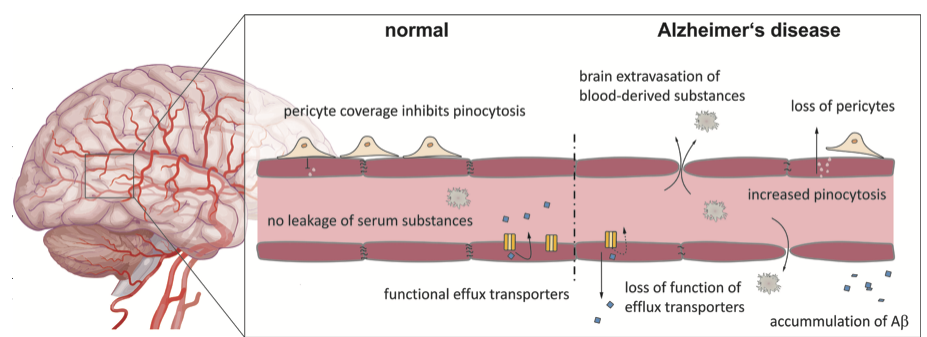 normal
Alzheimer‘s disease
pericyte coverage inhibits pinocytosis
brain extravasation of
blood-derived substances
loss of pericytes
no leakage of serum substances
increased pinocytosis
functional effux transporters
loss of function of
efflux transporters
accummulation of Aβ